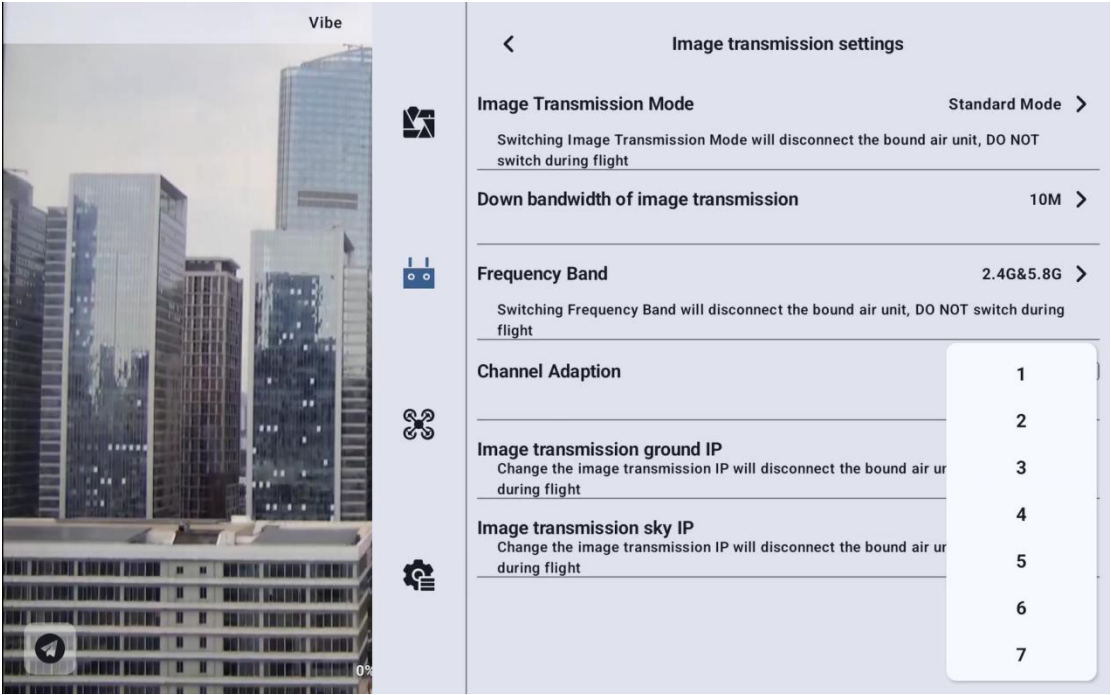 Vibe
Image transmission settings
Image Transmission Mode
Standard Mode
Switching Image Transmission Mode will disconnect the bound air unit, DO NOT
switch during flight
Down bandwidth of image transmission
10M
Frequency Band
2.4G&5.8G
Switching Frequency Band will disconnect the bound air unit, DO NOT switch during
flight
Channel Adaption
Image transmission ground IP
Change the image transmission IP will disconnect the bound air
during flight
Image transmission sky IP
Change the image transmission IP will disconnect the bound air
during flight
1
2
3
4
5
6
7
0%